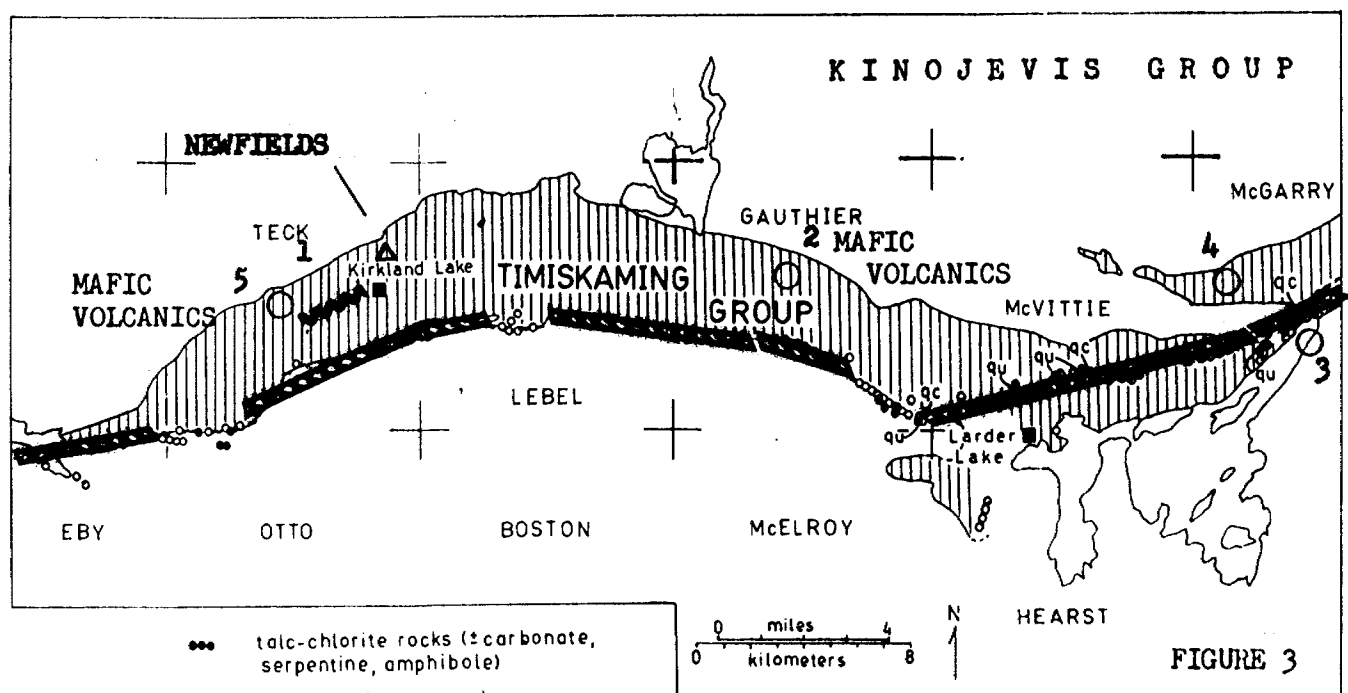 KINOJEVIS GROUP
NEWFIELDS
McGARRY
TECK
GAUTHIER
1
2 MAFIC
VOLCANICS
4
Kirkland Lake
5
MAFIC
VOLCANICS
TIMISKAMING
GROUP
qc
McVITTIE
qu
qu
qc
qu
3
LEBEL
qc
qu
Larder
Lake
EBY
OTTO
BOSTON
McELROY
HEARST
talc-chlorite rocks (± carbonate,
serpentine, amphibole)
0 miles 4
0 kilometers 8
N
FIGURE 3